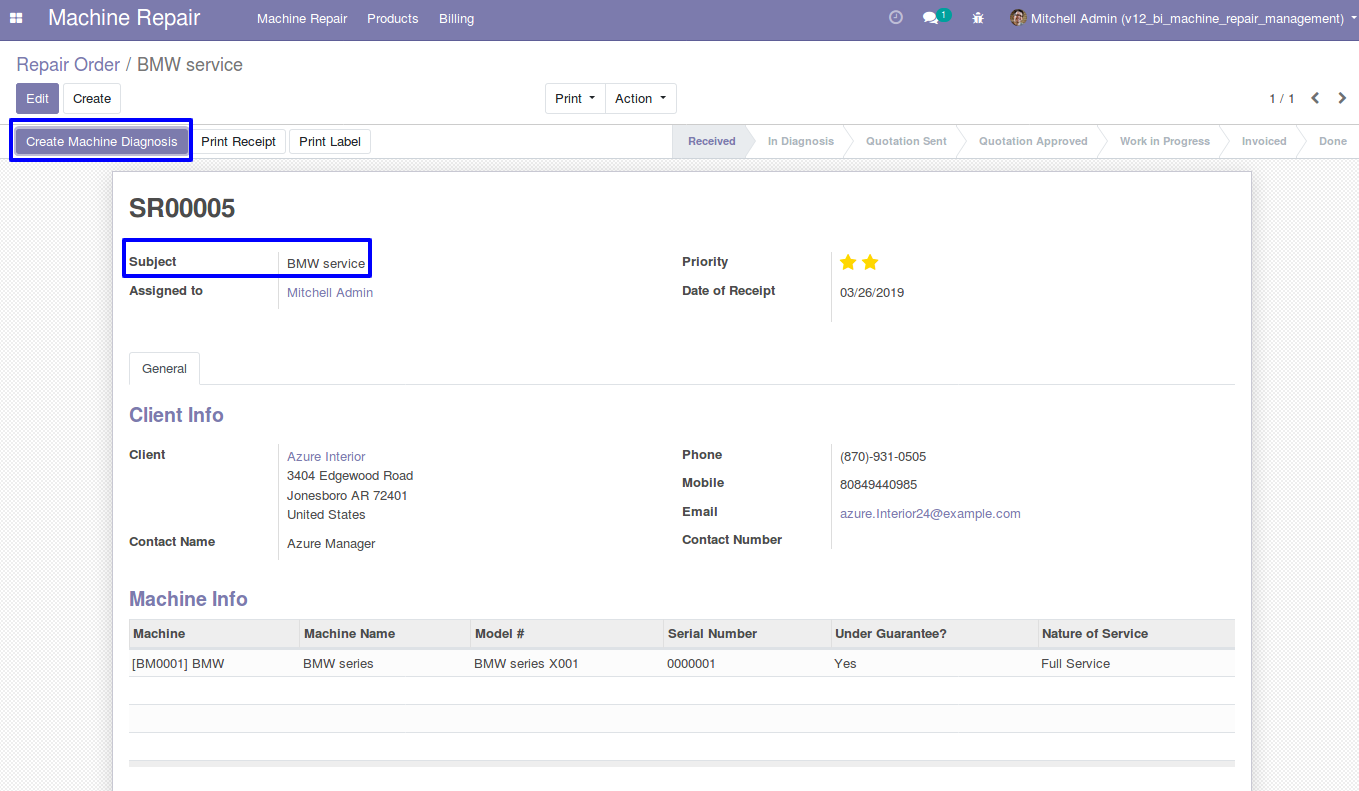 Machine Repair Machine Repair Products Billing 1 Mitchell Admin (v12_bi_machine_repair_management)
Repair Order / BMW service
Edit Create Print Action 1 / 1
Create Machine Diagnosis Print Receipt Print Label Received In Diagnosis Quotation Sent Quotation Approved Work in Progress Invoiced Done
SR00005
Subject BMW service Priority
Assigned to Mitchell Admin Date of Receipt 03/26/2019
General
Client Info
Client Azure Interior Phone (870)-931-0505
3404 Edgewood Road Mobile 80849440985
Jonesboro AR 72401
United States Email azure.Interior24@example.com
Contact Name Azure Manager Contact Number
Machine Info
Machine Machine Name Model # Serial Number Under Guarantee? Nature of Service
[BM0001] BMW BMW series BMW series X001 0000001 Yes Full Service